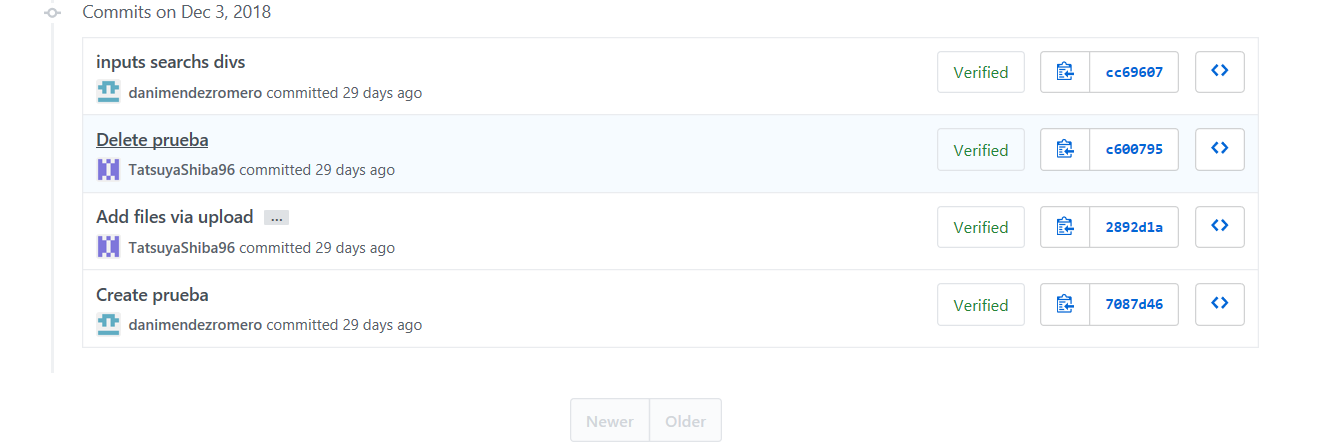 Commits on Dec 3, 2018
inputs searchs divs
Verified
cc69607
danimendezromero committed 29 days ago
Delete prueba
Verified
c600795
TatsuyaShiba96 committed 29 days ago
Add files via upload ...
Verified
2892d1a
TatsuyaShiba96 committed 29 days ago
Create prueba
Verified
7087d46
danimendezromero committed 29 days ago
Newer Older